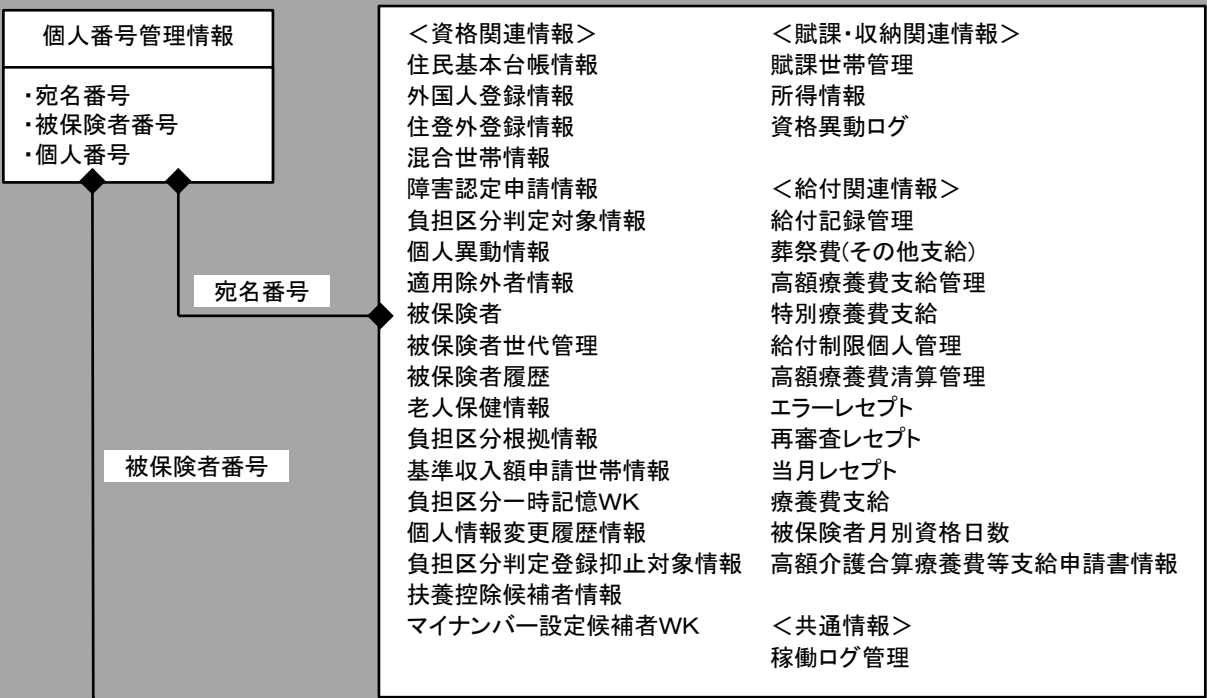 個人番号管理情報
・宛名番号
・被保険者番号
・個人番号
宛名番号
被保険者番号
＜資格関連情報＞
住民基本台帳情報
外国人登録情報
住登外登録情報
混合世帯情報
障害認定申請情報
負担区分判定対象情報
個人異動情報
適用除外者情報
被保険者
被保険者世代管理
被保険者履歴
老人保健情報
負担区分根拠情報
基準収入額申請世帯情報
負担区分一時記憶WK
個人情報変更履歴情報
負担区分判定登録抑止対象情報
扶養控除候補者情報
マイナンバー設定候補者WK
＜賦課・収納関連情報＞
賦課世帯管理
所得情報
資格異動ログ
＜給付関連情報＞
給付記録管理
葬祭費(その他支給)
高額療養費支給管理
特別療養費支給
給付制限個人管理
高額療養費清算管理
エラーレセプト
再審査レセプト
当月レセプト
療養費支給
被保険者月別資格日数
高額介護合算療養費等支給申請書情報
＜共通情報＞
稼働ログ管理